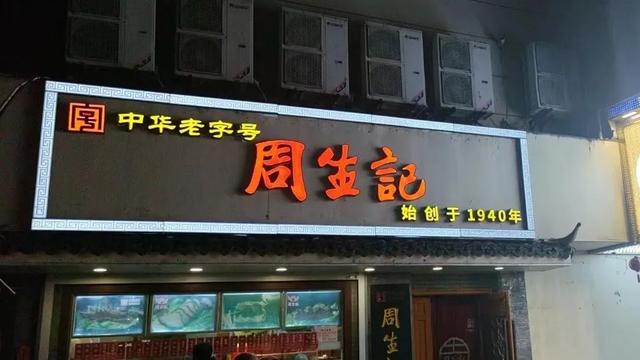 中华老字号
周生記
始创于1940年
周生